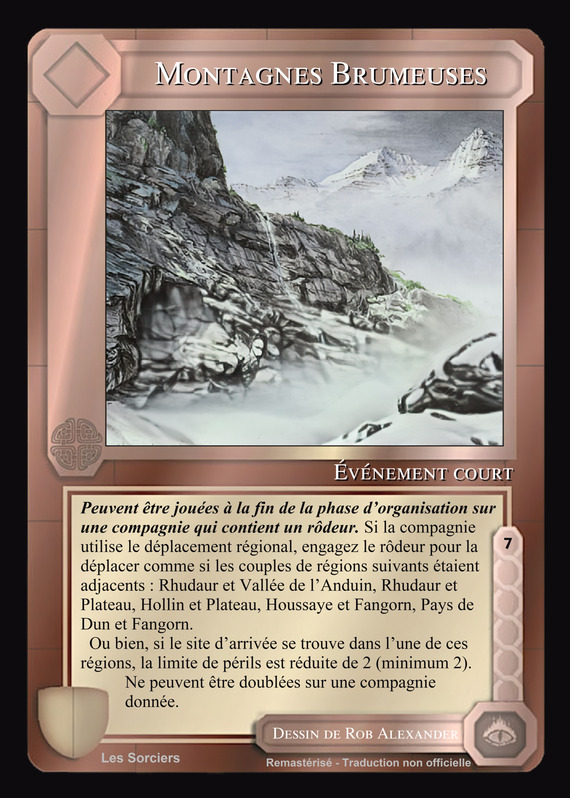 Montagnes Brumeuses
Événement court
Peuvent être jouées à la fin de la phase d'organisation sur
une compagnie qui contient un rôdeur. Si la compagnie
utilise le déplacement régional, engagez le rôdeur pour la
déplacer comme si les couples de régions suivants étaient
adjacents : Rhudaur et Vallée de l'Anduin, Rhudaur et
Plateau, Hollin et Plateau, Houssaye et Fangorn, Pays de
Dun et Fangorn.
Ou bien, si le site d'arrivée se trouve dans l'une de ces
régions, la limite de périls est réduite de 2 (minimum 2).
Ne peuvent être doublées sur une compagnie
donnée.
7
Dessin de Rob Alexander
Les Sorciers
Remastérisé - Traduction non officielle